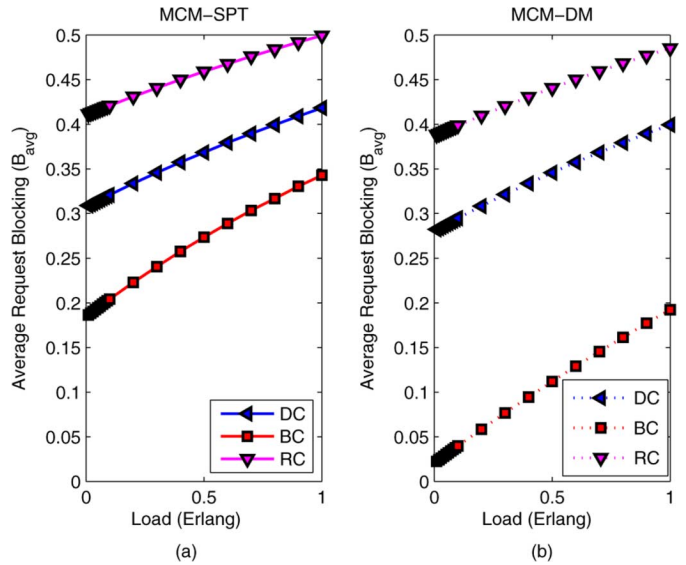 MCM-SPT
Average Request Blocking (B_avg)
0.5
0.45
0.4
0.35
0.3
0.25
0.2
0.15
0.1
0.05
0
DC
BC
RC
0
0.5
1
Load (Erlang)
(a)
MCM-DM
Average Request Blocking (B_avg)
0.5
0.45
0.4
0.35
0.3
0.25
0.2
0.15
0.1
0.05
0
DC
BC
RC
0
0.5
1
Load (Erlang)
(b)